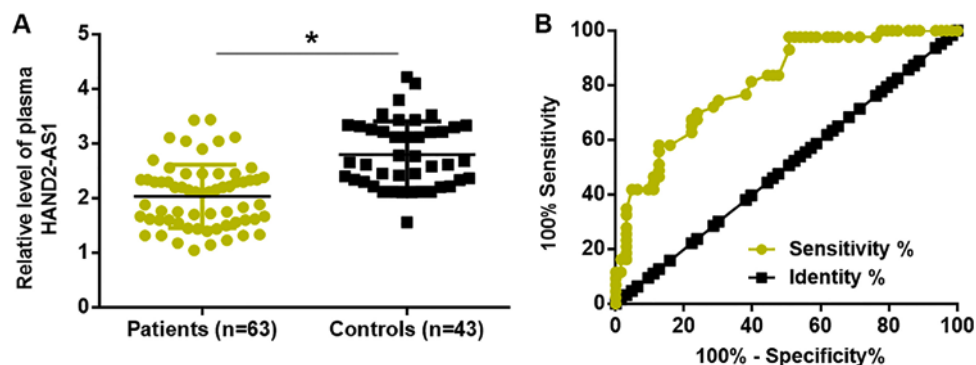 A
Relative level of plasma
HAND2-AS1
5
4
3
2
1
0
*
Patients (n=63)
Controls (n=43)
B
100% Sensitivity
100
80
60
40
20
0
Sensitivity %
Identity %
0
20
40
60
80
100
100% - Specificity%